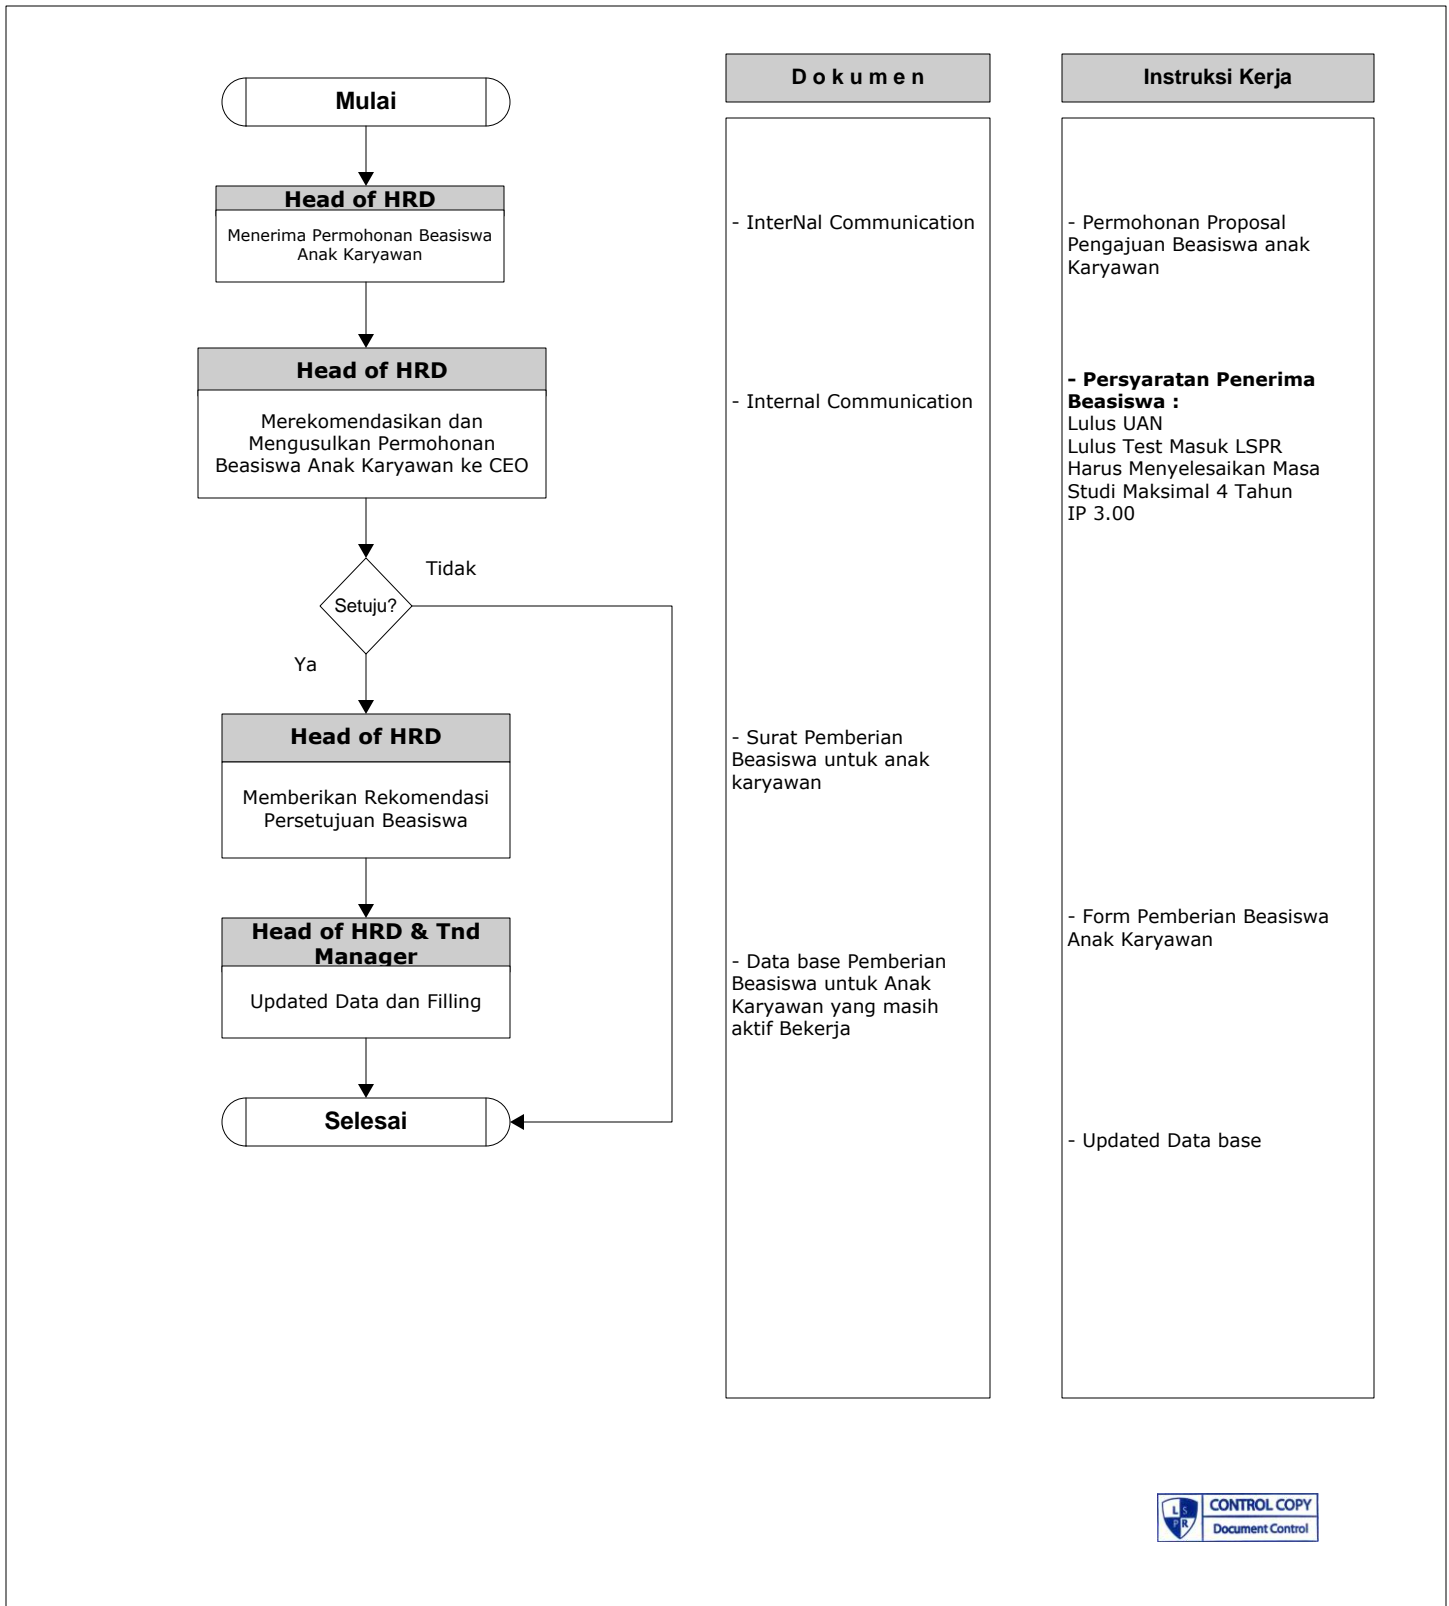 Mulai
Head of HRD
Menerima Permohonan Beasiswa
Anak Karyawan
Head of HRD
Merekomendasikan dan
Mengusulkan Permohonan
Beasiswa Anak Karyawan ke CEO
Setuju?
Tidak
Ya
Head of HRD
Memberikan Rekomendasi
Persetujuan Beasiswa
Head of HRD & Tnd
Manager
Updated Data dan Filling
Selesai
D o k u m e n
- InterNal Communication
- Internal Communication
- Surat Pemberian
Beasiswa untuk anak
karyawan
- Data base Pemberian
Beasiswa untuk Anak
Karyawan yang masih
aktif Bekerja
Instruksi Kerja
- Permohonan Proposal
Pengajuan Beasiswa anak
Karyawan
- Persyaratan Penerima
Beasiswa :
Lulus UAN
Lulus Test Masuk LSPR
Harus Menyelesaikan Masa
Studi Maksimal 4 Tahun
IP 3.00
- Form Pemberian Beasiswa
Anak Karyawan
- Updated Data base
L S
P R
CONTROL COPY
Document Control